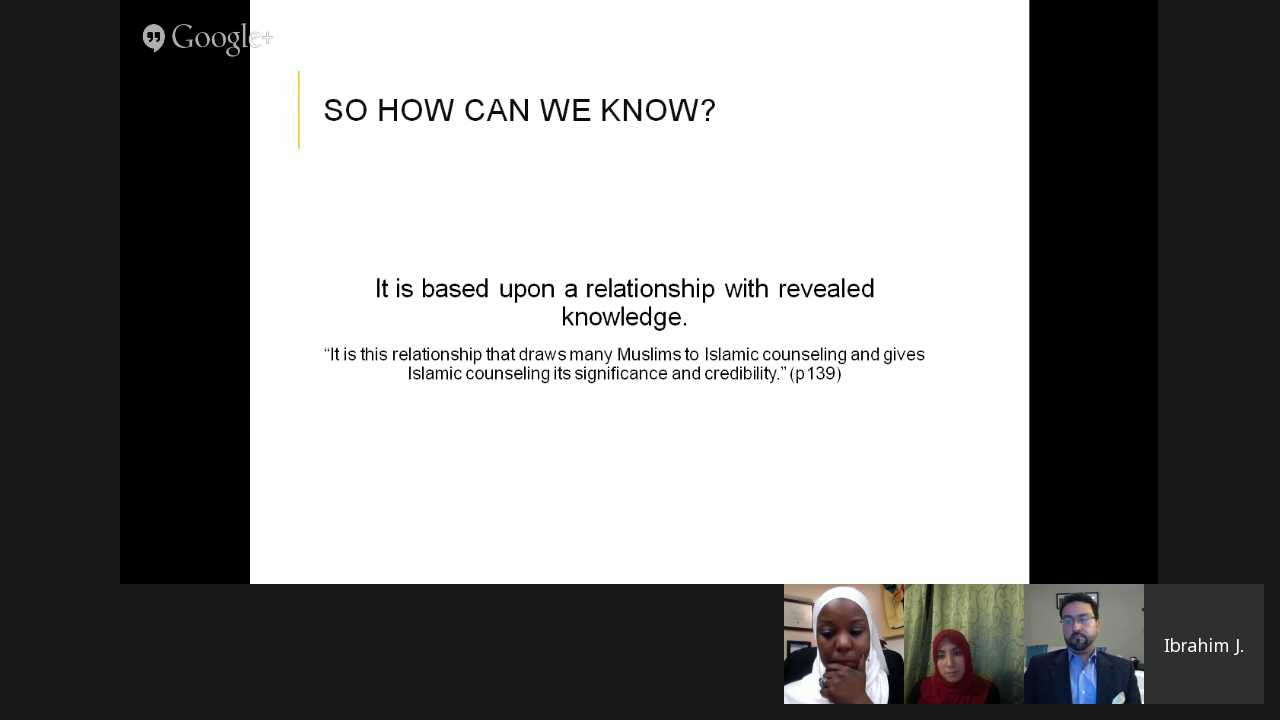 Google+
SO HOW CAN WE KNOW?
It is based upon a relationship with revealed
knowledge.
“It is this relationship that draws many Muslims to Islamic counseling and gives
Islamic counseling its significance and credibility.” (p139)
Ibrahim J.